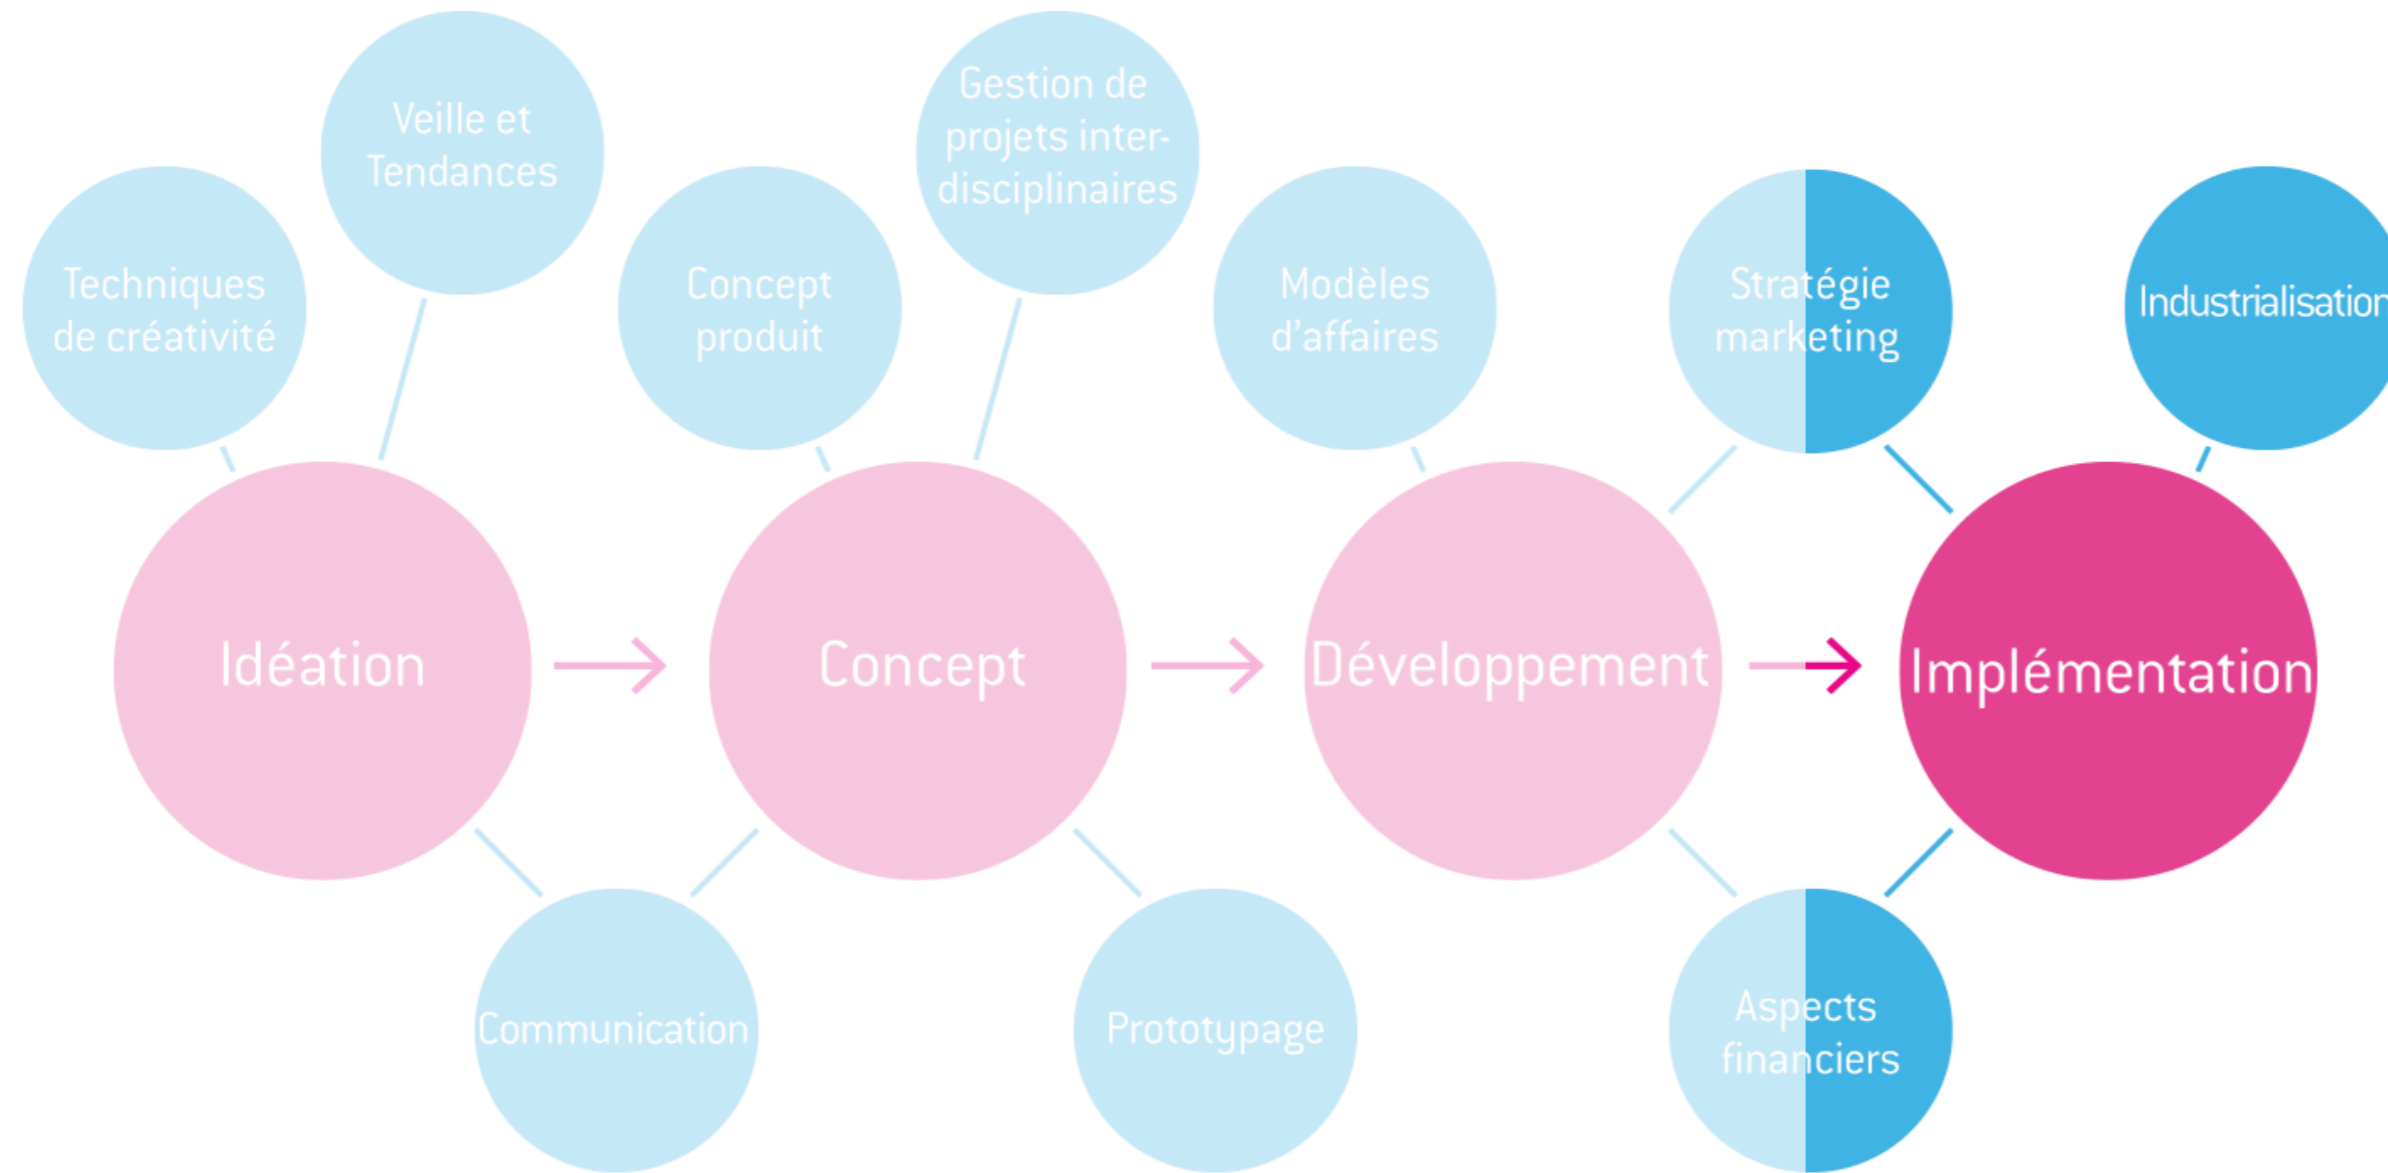 Veille et
Tendances
Gestion de
projets inter-
disciplinaires
Techniques
de créativité
Concept
produit
Modèles
d'affaires
Stratégie
marketing
Industrialisation
Idéation
Concept
Développement
Implémentation
Communication
Prototypage
Aspects
financiers